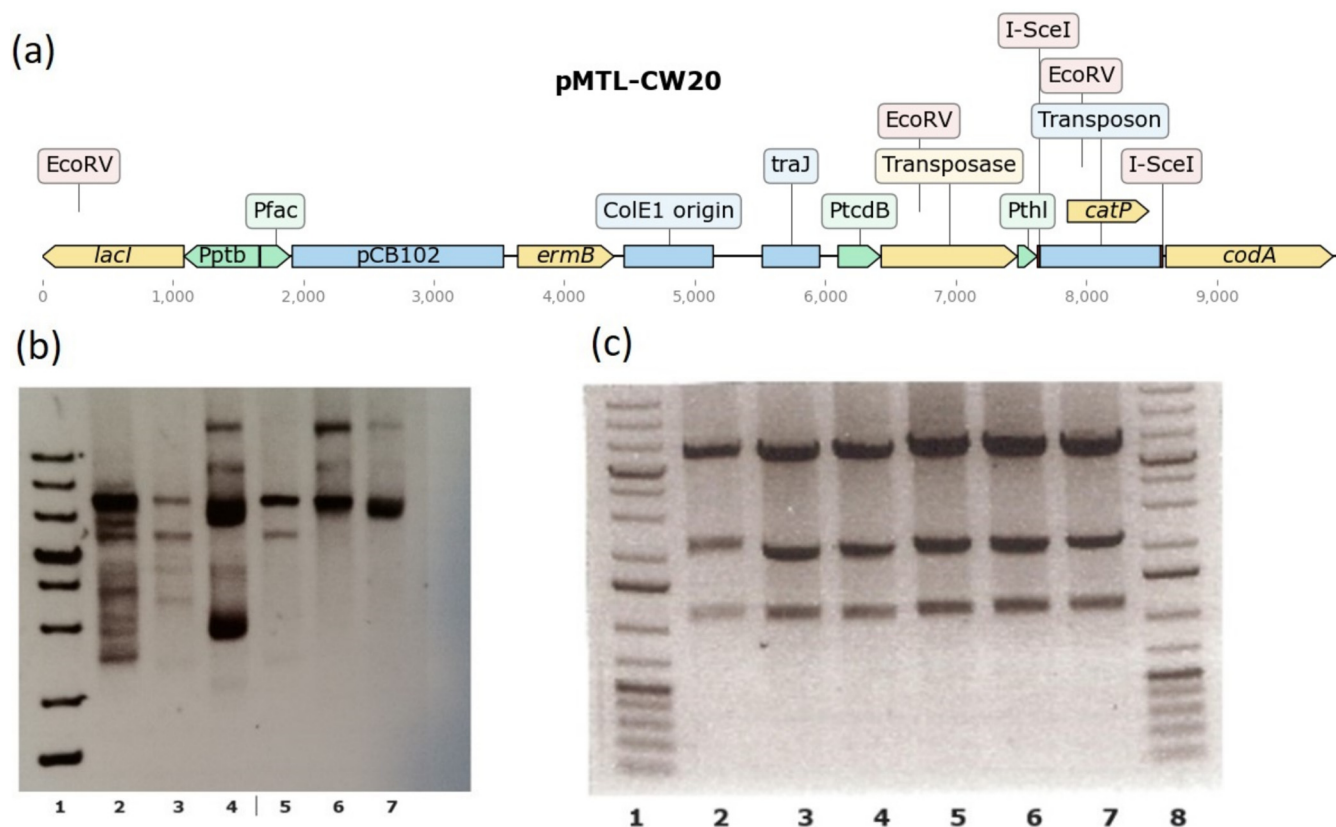 (a)
pMTL-CW20
I-SceI
EcoRV
EcoRV
EcoRV
traJ
Transposase
Transposon
I-SceI
Pfac
ColE1 origin
PtcdB
Pthl
catP
lacI
Pptb
pCB102
ermB
codA
0 1,000 2,000 3,000 4,000 5,000 6,000 7,000 8,000 9,000
(b)
(c)
1 2 3 4 | 5 6 7
1 2 3 4 5 6 7 8